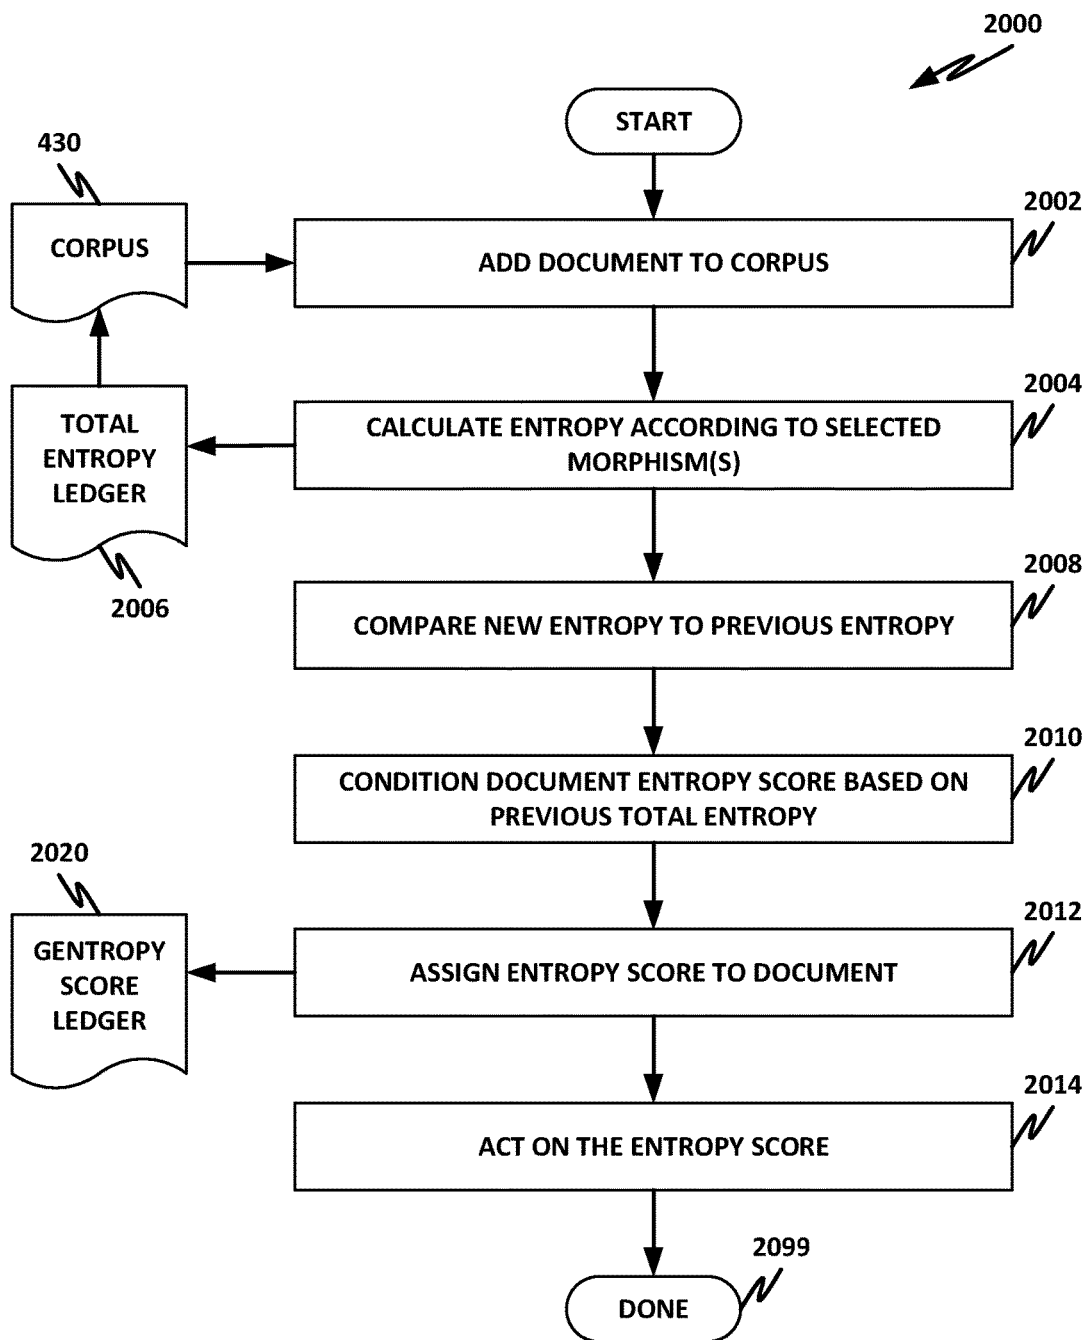 2000
START
430
2002
CORPUS
ADD DOCUMENT TO CORPUS
2004
TOTAL
ENTROPY
LEDGER
CALCULATE ENTROPY ACCORDING TO SELECTED
MORPHISM(S)
2006
2008
COMPARE NEW ENTROPY TO PREVIOUS ENTROPY
2010
CONDITION DOCUMENT ENTROPY SCORE BASED ON
PREVIOUS TOTAL ENTROPY
2020
2012
GENTROPY
SCORE
LEDGER
ASSIGN ENTROPY SCORE TO DOCUMENT
2014
ACT ON THE ENTROPY SCORE
2099
DONE